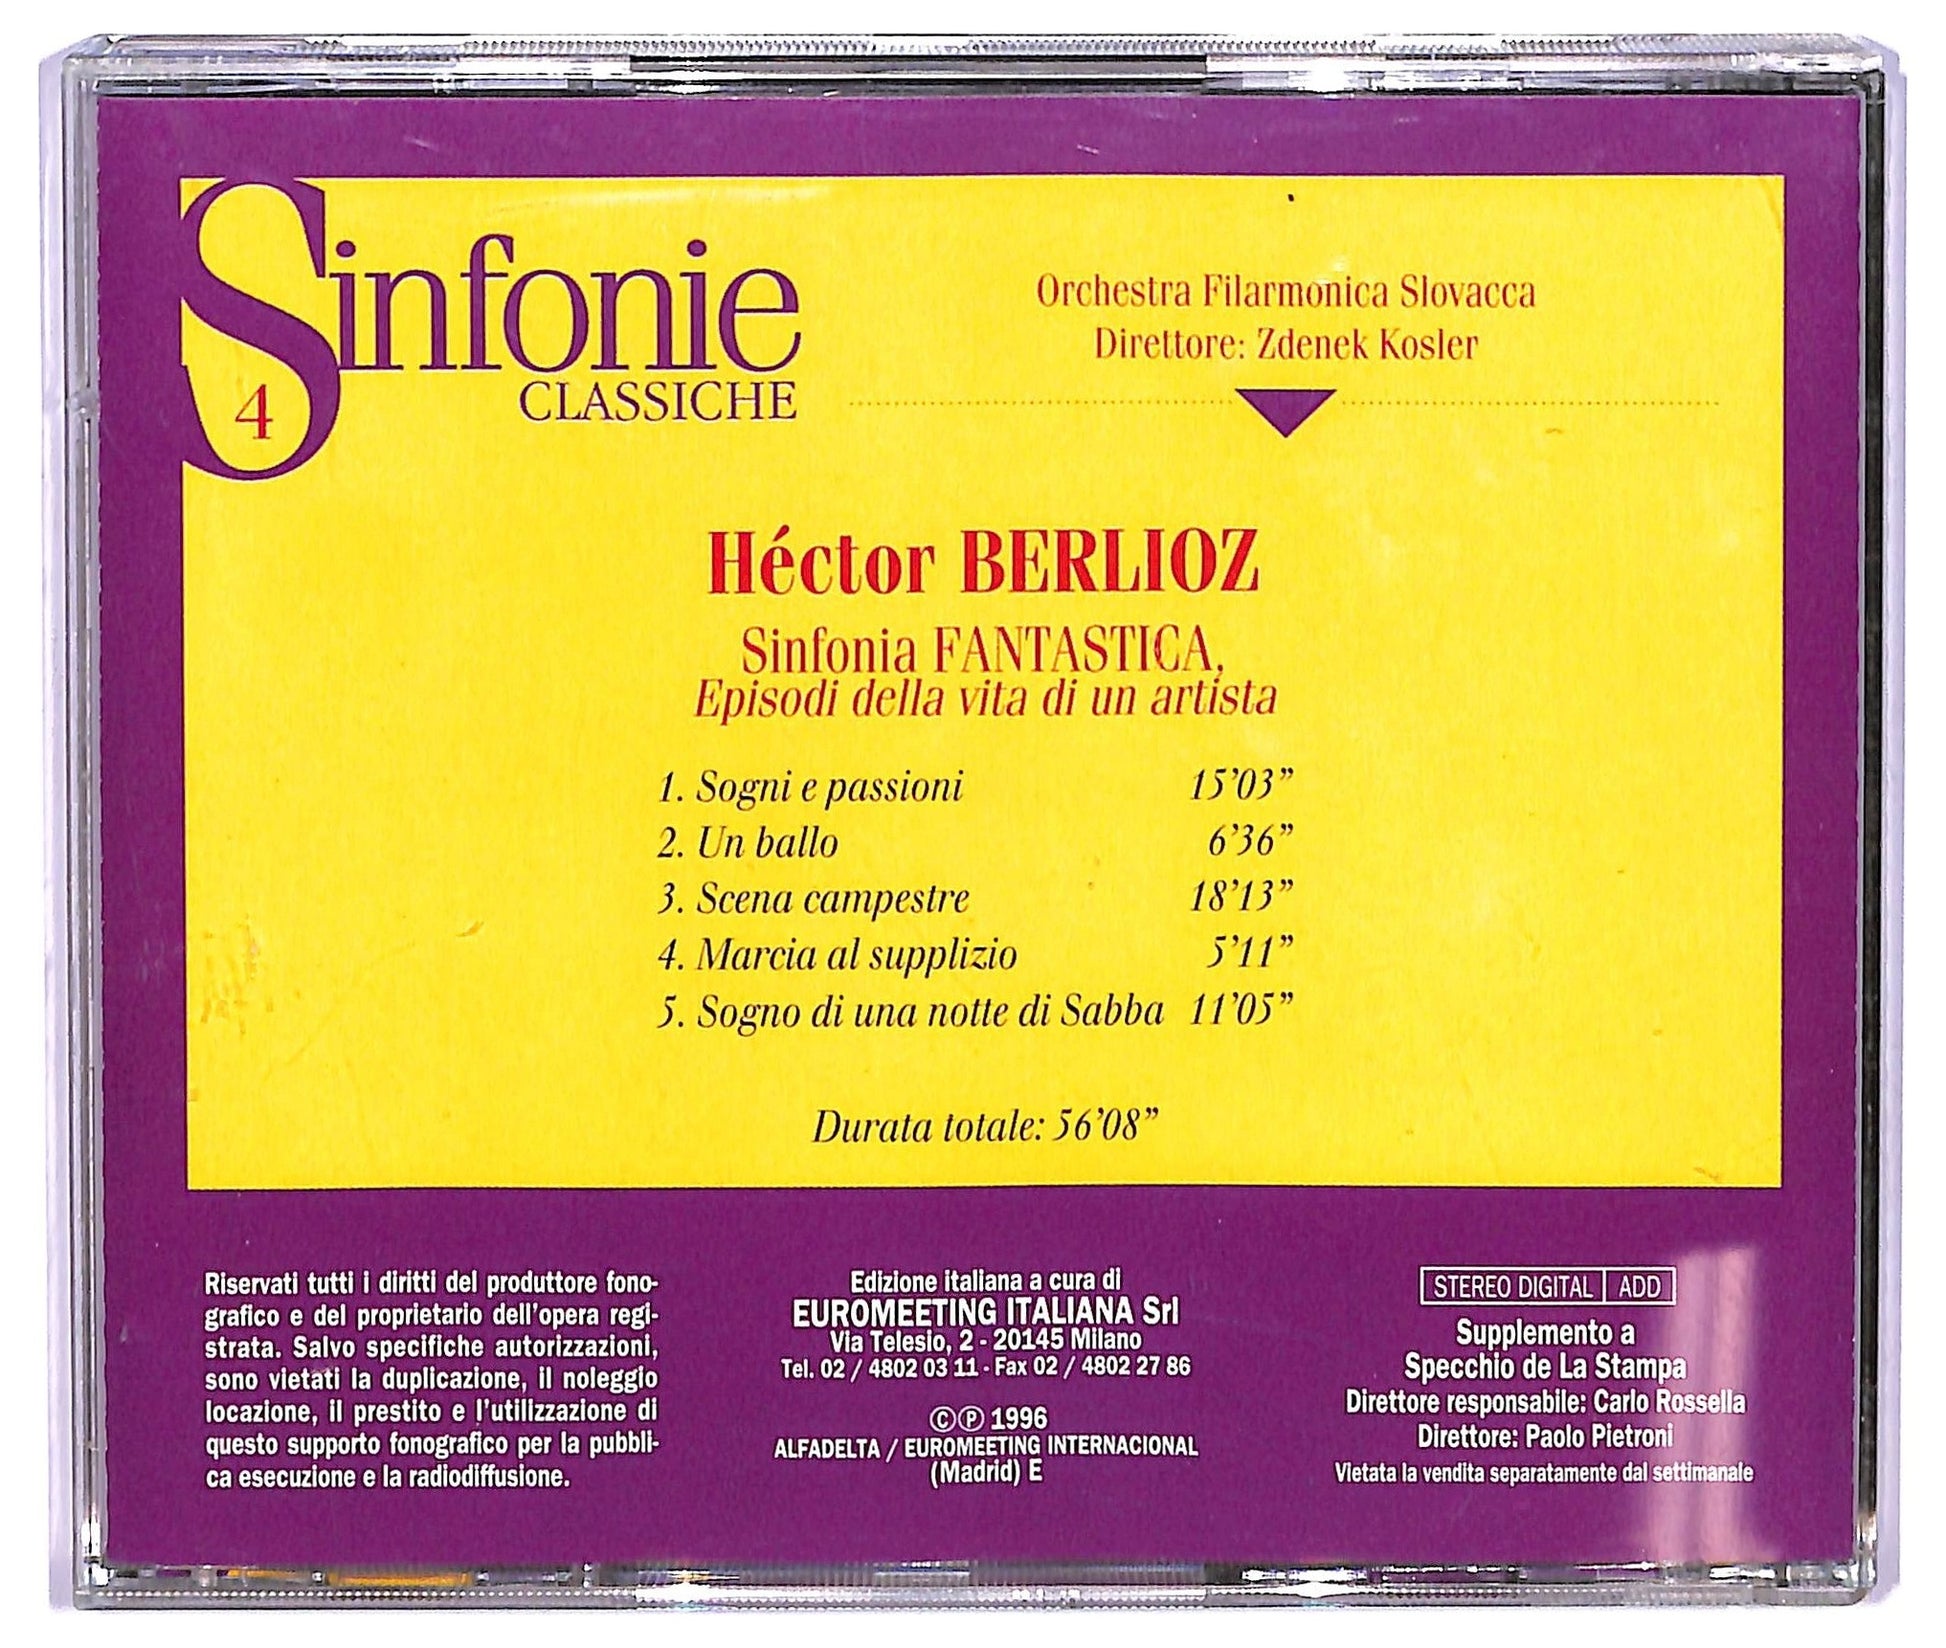 Sinfonie
CLASSICHE
4
Orchestra Filarmonica Slovacca
Direttore: Zdenek Kosler
Héctor BERLIOZ
Sinfonia FANTASTICA,
Episodi della vita di un artista
1. Sogni e passioni 15’03”
2. Un ballo 6’36”
3. Scena campestre 18’13”
4. Marcia al supplizio 5’11”
5. Sogno di una notte di Sabba 11’05”
Durata totale: 56’08”
Riservati tutti i diritti del produttore fono-
grafico e del proprietario dell'opera regi-
strata. Salvo specifiche autorizzazioni,
sono vietati la duplicazione, il noleggio
locazione, il prestito e l'utilizzazione di
questo supporto fonografico per la pubbli-
ca esecuzione e la radiodiffusione.
Edizione italiana a cura di
EUROMEETING ITALIANA Srl
Via Telesio, 2 - 20145 Milano
Tel. 02 / 4802 03 11 - Fax 02 / 4802 27 86
©℗ 1996
ALFADELTA / EUROMEETING INTERNACIONAL
(Madrid) E
STEREO DIGITAL | ADD
Supplemento a
Specchio de La Stampa
Direttore responsabile: Carlo Rossella
Direttore: Paolo Pietroni
Vietata la vendita separatamente dal settimanale